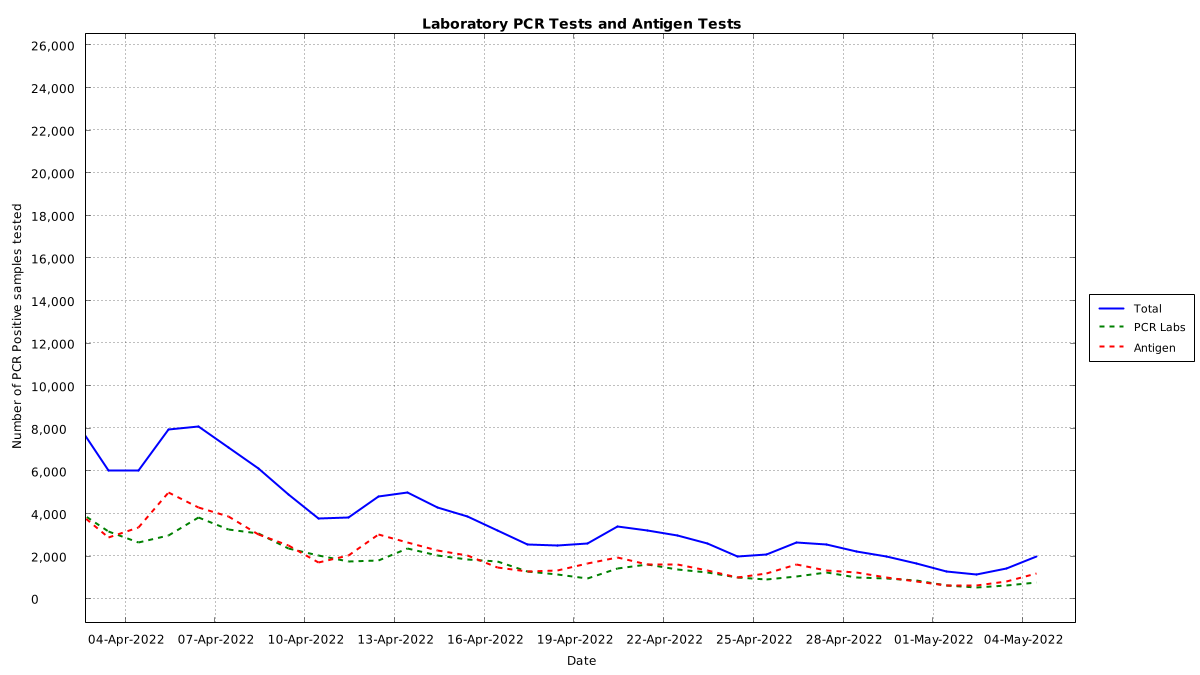 Laboratory PCR Tests and Antigen Tests
Number of PCR Positive samples tested
26,000
24,000
22,000
20,000
18,000
16,000
14,000
12,000
10,000
8,000
6,000
4,000
2,000
0
04-Apr-2022 07-Apr-2022 10-Apr-2022 13-Apr-2022 16-Apr-2022 19-Apr-2022 22-Apr-2022 25-Apr-2022 28-Apr-2022 01-May-2022 04-May-2022
Date
Total
PCR Labs
Antigen